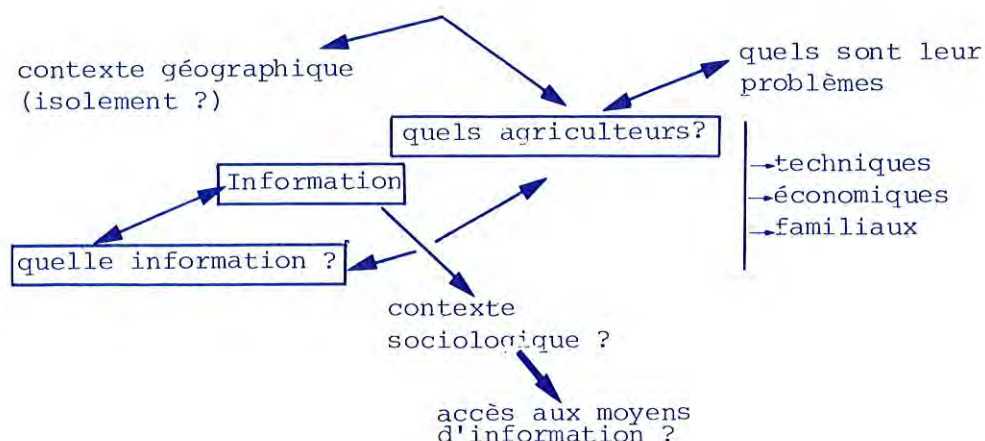 contexte géographique
(isolement ?)
quels sont leur
problèmes
quels agriculteurs?
techniques
économiques
familiaux
Information
quelle information ?
contexte
sociologique ?
accès aux moyens
d'information ?